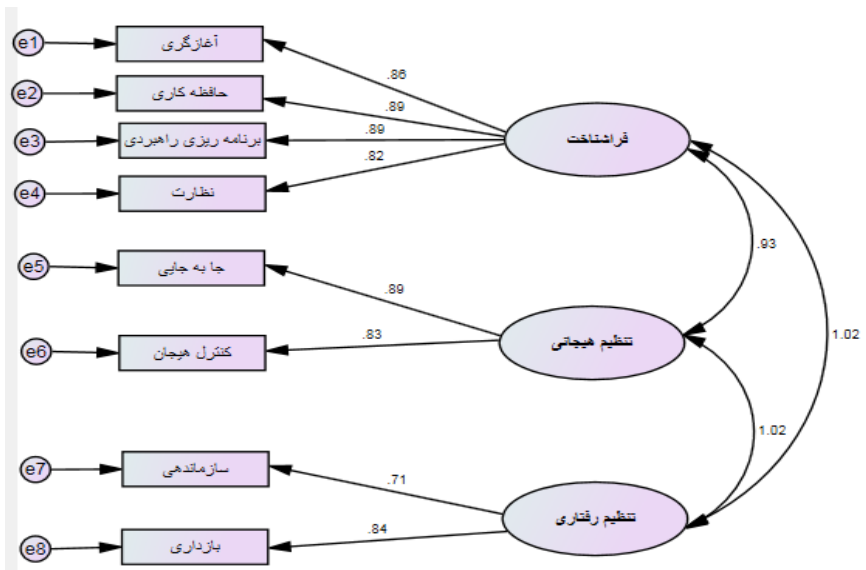 e1
آغازگری
.86
e2
حافظه کاری
.89
e3
برنامه ریزی راهبردی
.89
e4
نظارت
.82
فراشناخت
e5
جا به جایی
.89
.93
e6
کنترل هیجان
.83
تنظیم هیجانی
1.02
1.02
e7
سازماندهی
.71
تنظیم رفتاری
e8
بازداری
.84